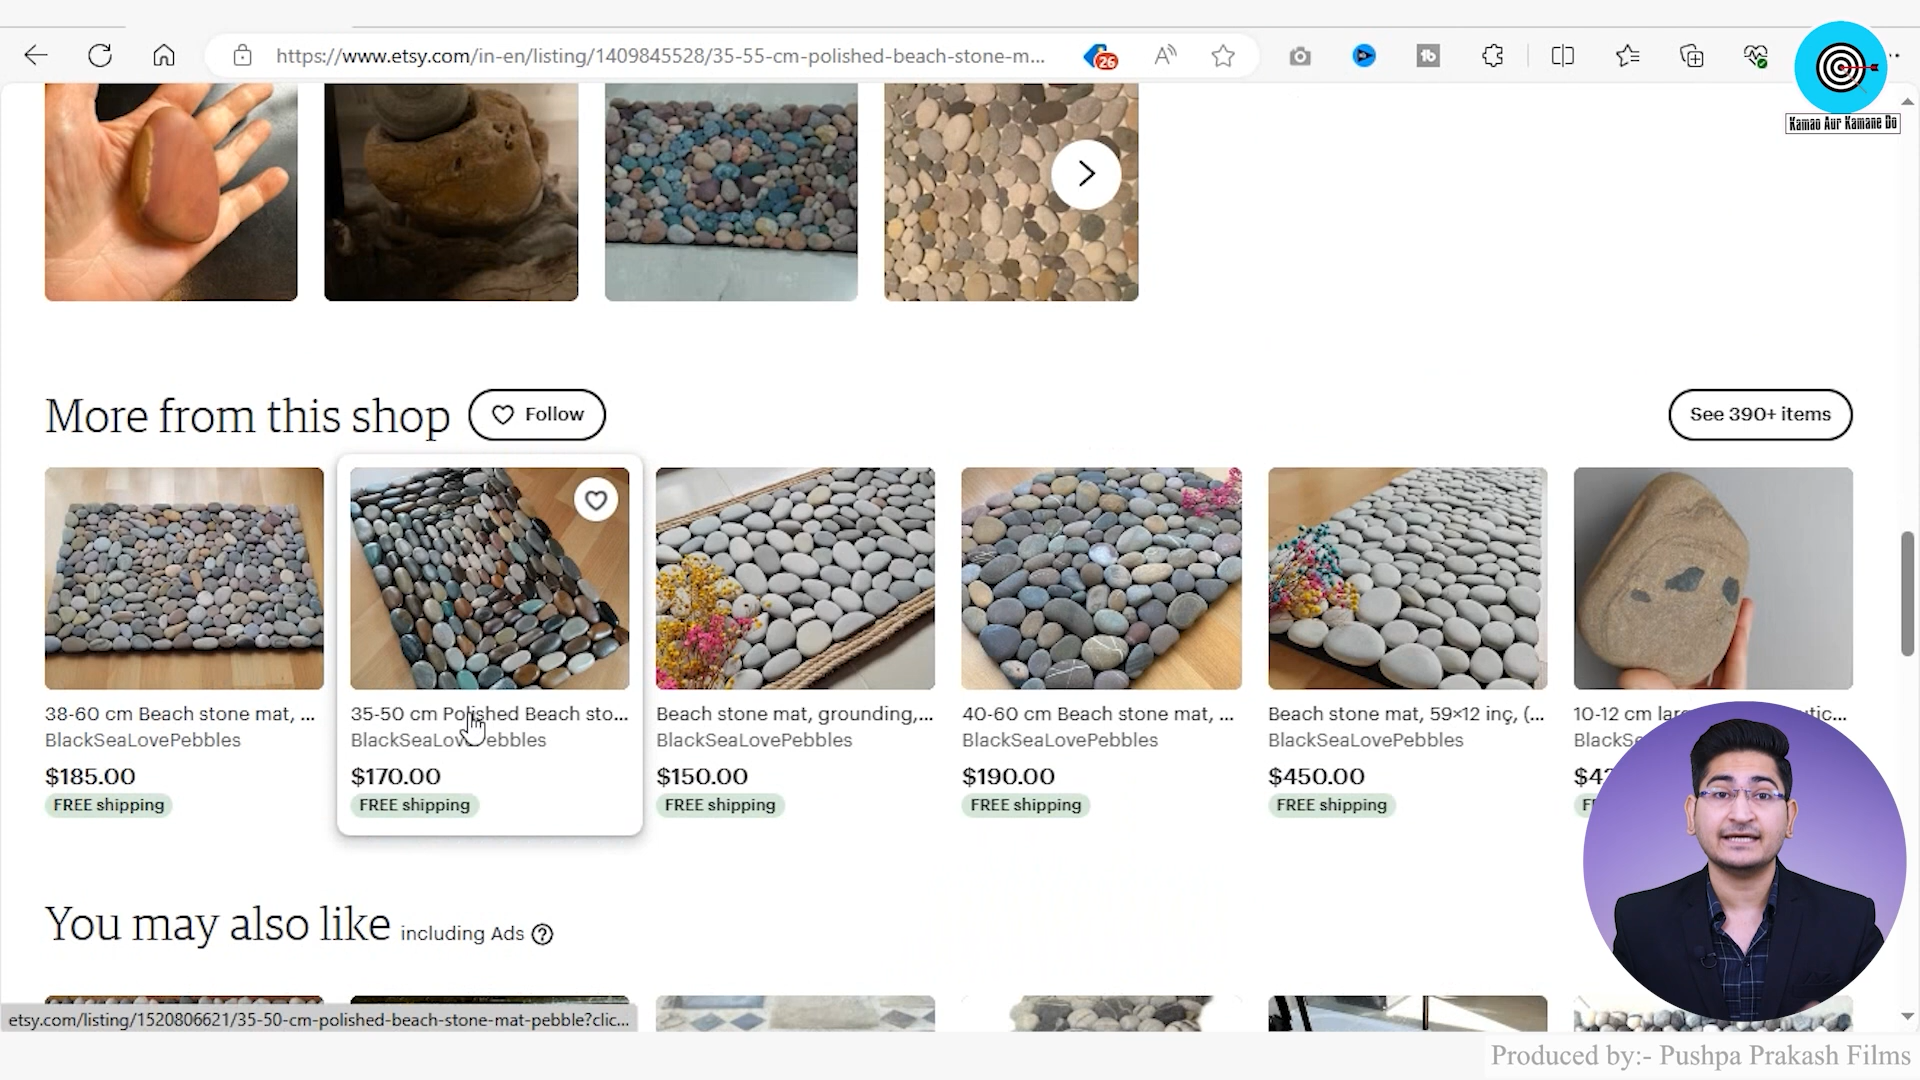 https://www.etsy.com/in-en/listing/1409845528/35-55-cm-polished-beach-stone-m...
26
A
16
Kamao Aur Kamane Do
More from this shop
Follow
See 390+ items
38-60 cm Beach stone mat, ...
35-50 cm Polished Beach sto...
Beach stone mat, grounding,...
40-60 cm Beach stone mat, ...
Beach stone mat, 59×12 inç, (...
10-12 cm
BlackSeaLovePebbles
BlackSeaLovePebbles
BlackSeaLovePebbles
BlackSeaLovePebbles
BlackSeaLovePebbles
$185.00
$170.00
$150.00
$190.00
$450.00
FREE shipping
FREE shipping
FREE shipping
FREE shipping
FREE shipping
You may also like including Ads
etsy.com/listing/1520806621/35-50-cm-polished-beach-stone-mat-pebble?clic...
Produced by:- Pushpa Prakash Films